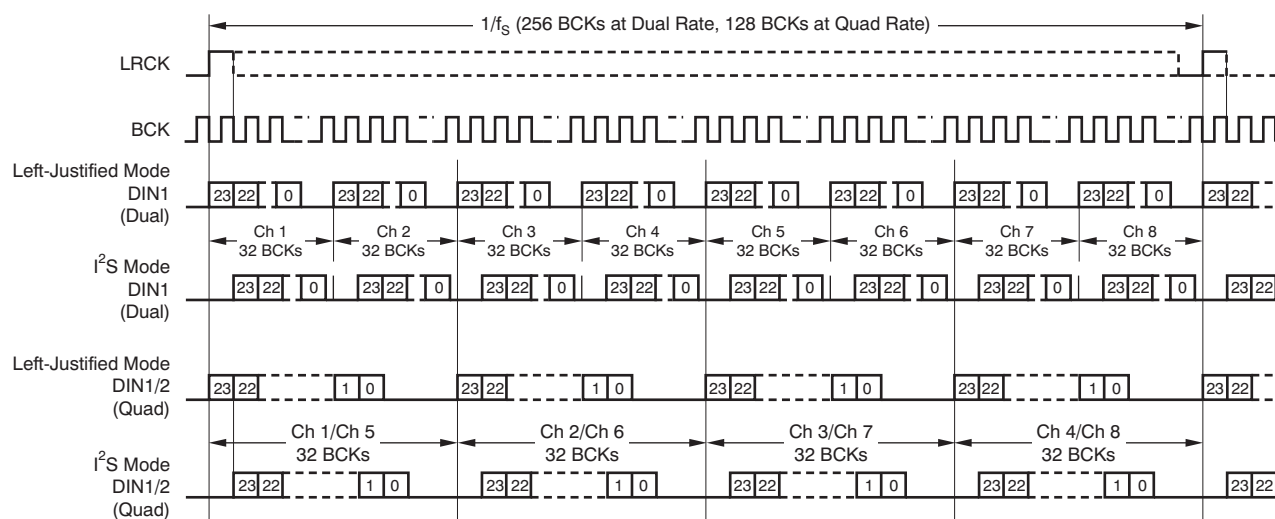 1/fS (256 BCKs at Dual Rate, 128 BCKs at Quad Rate)
LRCK
BCK
Left-Justified Mode
DIN1
(Dual)
23 22 0 23 22 0 23 22 0 23 22 0 23 22 0 23 22 0 23 22 0 23 22 0 23 22
Ch 1 Ch 2 Ch 3 Ch 4 Ch 5 Ch 6 Ch 7 Ch 8
32 BCKs 32 BCKs 32 BCKs 32 BCKs 32 BCKs 32 BCKs 32 BCKs 32 BCKs
I²S Mode
DIN1
(Dual)
23 22 0 23 22 0 23 22 0 23 22 0 23 22 0 23 22 0 23 22 0 23 22 0 23 22
Left-Justified Mode
DIN1/2
(Quad)
23 22 1 0 23 22 1 0 23 22 1 0 23 22 1 0 23 22
Ch 1/Ch 5 Ch 2/Ch 6 Ch 3/Ch 7 Ch 4/Ch 8
32 BCKs 32 BCKs 32 BCKs 32 BCKs
I²S Mode
DIN1/2
(Quad)
23 22 1 0 23 22 1 0 23 22 1 0 23 22 1 0 23 22